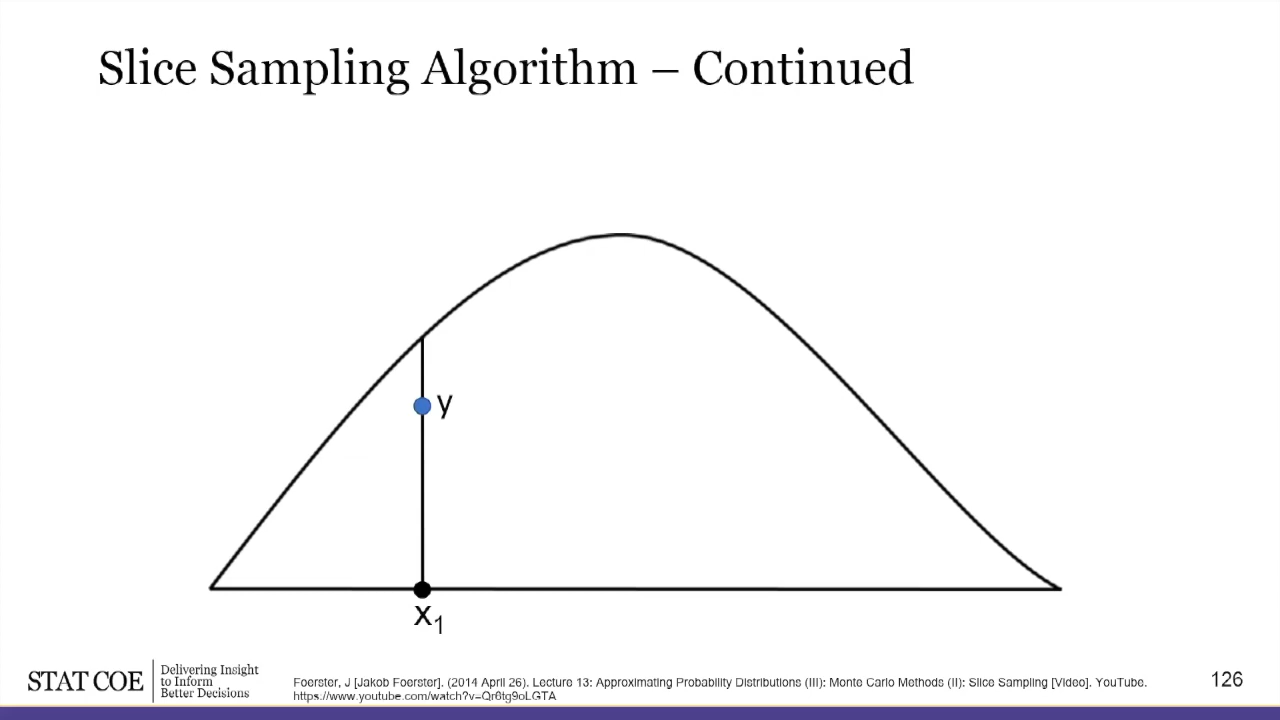 Slice Sampling Algorithm – Continued
y
x₁
STAT COE
Delivering Insight
to Inform
Better Decisions
Foerster, J [Jakob Foerster]. (2014 April 26). Lecture 13: Approximating Probability Distributions (III): Monte Carlo Methods (II): Slice Sampling [Video]. YouTube.
https://www.youtube.com/watch?v=Qr6tg9oLGTA
126